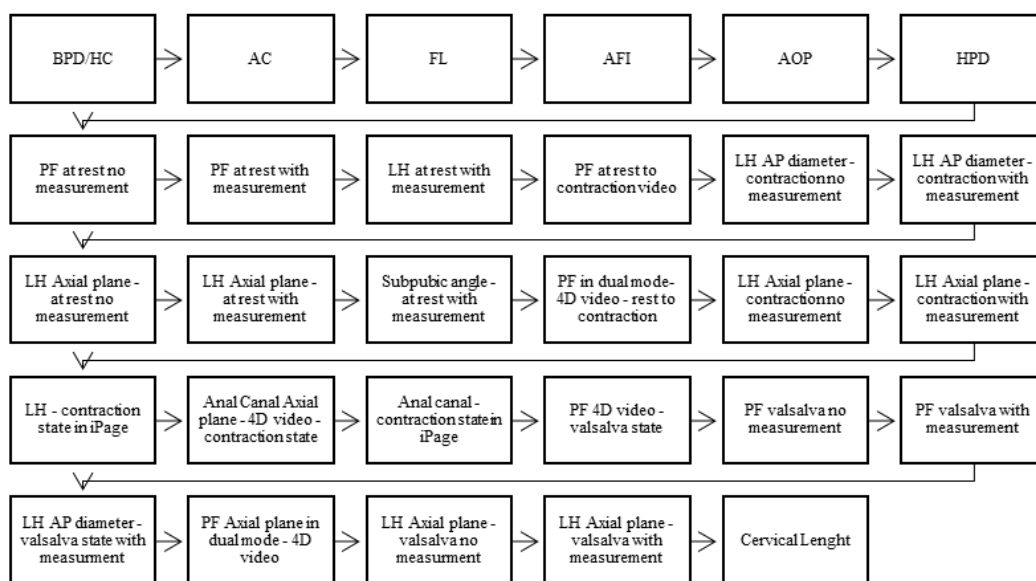 BPD/HC
AC
FL
AFI
AOP
HPD
PF at rest no
measurement
PF at rest with
measurement
LH at rest with
measurement
PF at rest to
contraction video
LH AP diameter -
contraction no
measurement
LH AP diameter -
contraction with
measurement
LH Axial plane -
at rest no
measurement
LH Axial plane -
at rest with
measurement
Subpubic angle -
at rest with
measurement
PF in dual mode-
4D video - rest to
contraction
LH Axial plane -
contraction no
measurement
LH Axial plane -
contraction with
measurement
LH - contraction
state in iPage
Anal Canal Axial
plane - 4D video -
contraction state
Anal canal -
contraction state in
iPage
PF 4D video -
valsalva state
PF valsalva no
measurement
PF valsalva with
measurement
LH AP diameter -
valsalva state with
measurment
PF Axial plane in
dual mode - 4D
video
LH Axial plane -
valsalva no
measurment
LH Axial plane -
valsalva with
measurement
Cervical Lenght